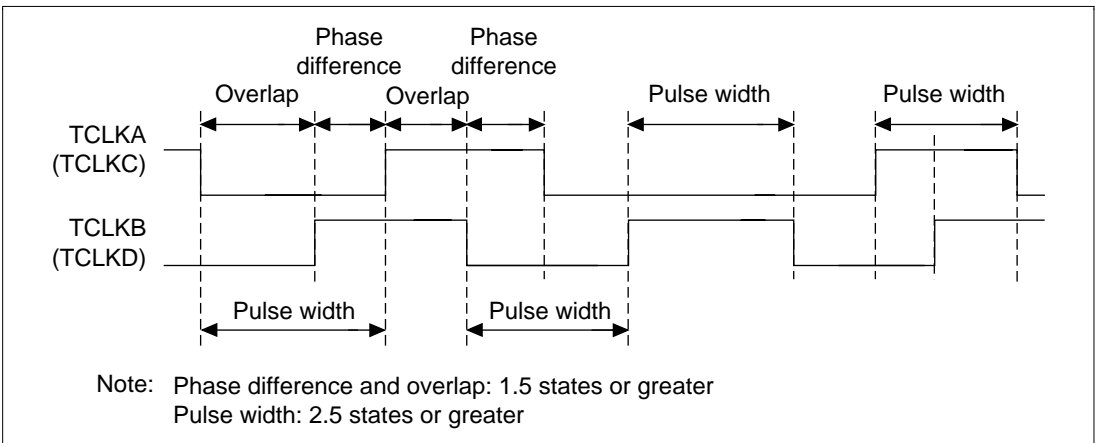 Phase
difference
Phase
difference
Overlap
Overlap
Pulse width
Pulse width
TCLKA
(TCLKC)
TCLKB
(TCLKD)
Pulse width
Pulse width
Note: Phase difference and overlap: 1.5 states or greater
Pulse width: 2.5 states or greater